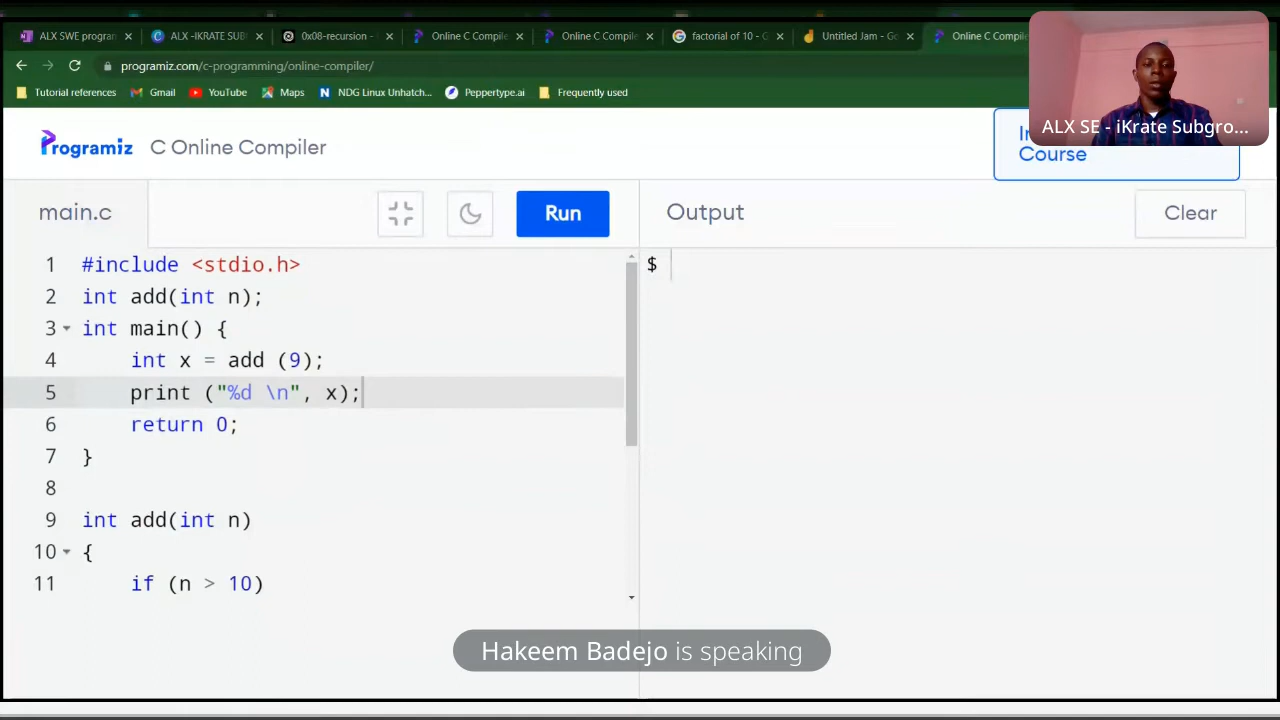 ALX SWE progran
ALX -IKRATE SUB
0x08-recursion -
Online C Compile
Online C Compile
factorial of 10 - G
Untitled Jam - Go
Online C Compile
programiz.com/c-programming/online-compiler/
Tutorial references
Gmail
YouTube
Maps
NDG Linux Unhatch...
Peppertype.ai
Frequently used
ALX SE - iKrate Subgro...
Programiz
C Online Compiler
Course
main.c
Run
Output
Clear
1 #include <stdio.h>
2 int add(int n);
3 int main() {
4 int x = add (9);
5 print ("%d \n", x);
6 return 0;
7 }
8
9 int add(int n)
10 {
11 if (n > 10)
$
Hakeem Badejo is speaking